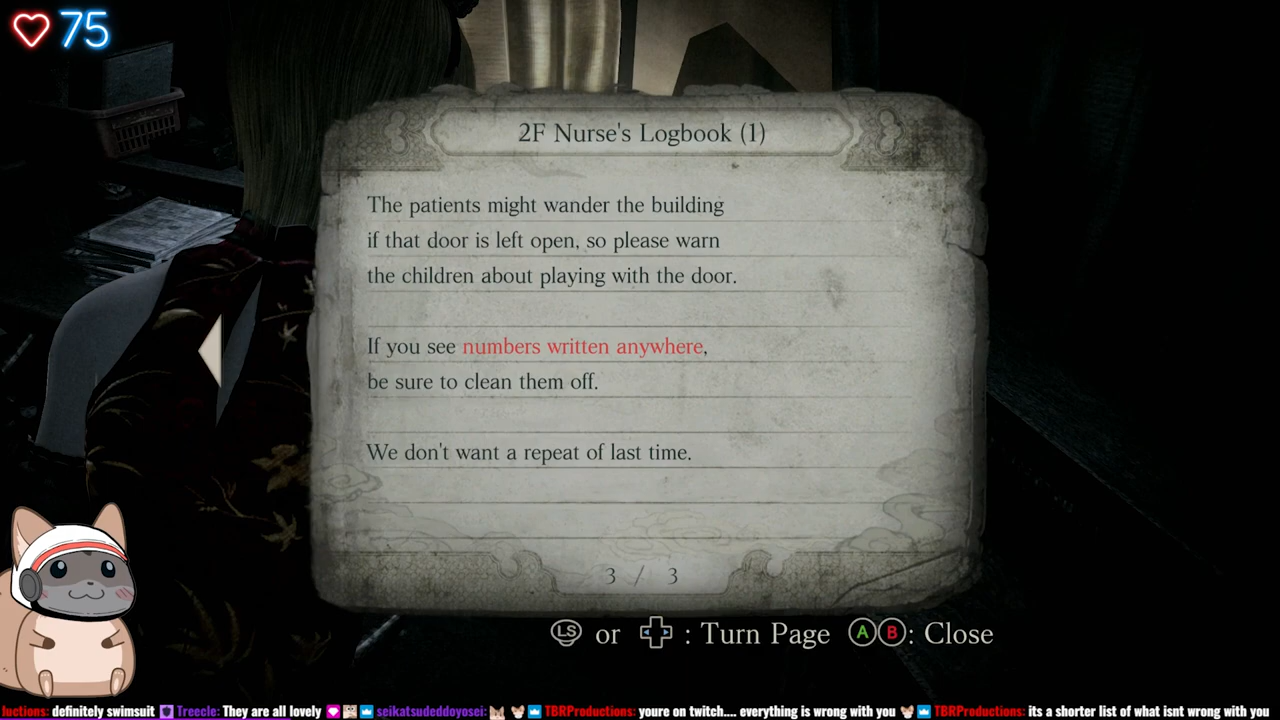 75
2F Nurse's Logbook (1)
The patients might wander the building
if that door is left open, so please warn
the children about playing with the door.
If you see numbers written anywhere,
be sure to clean them off.
We don't want a repeat of last time.
3 / 3
LS or : Turn Page A B : Close
uctions: definitely swimsuit Treecle: They are all lovely seikatsudeddoyosei: TBRProductions: youre on twitch.... everything is wrong with you TBRProductions: its a shorter list of what isnt wrong with you